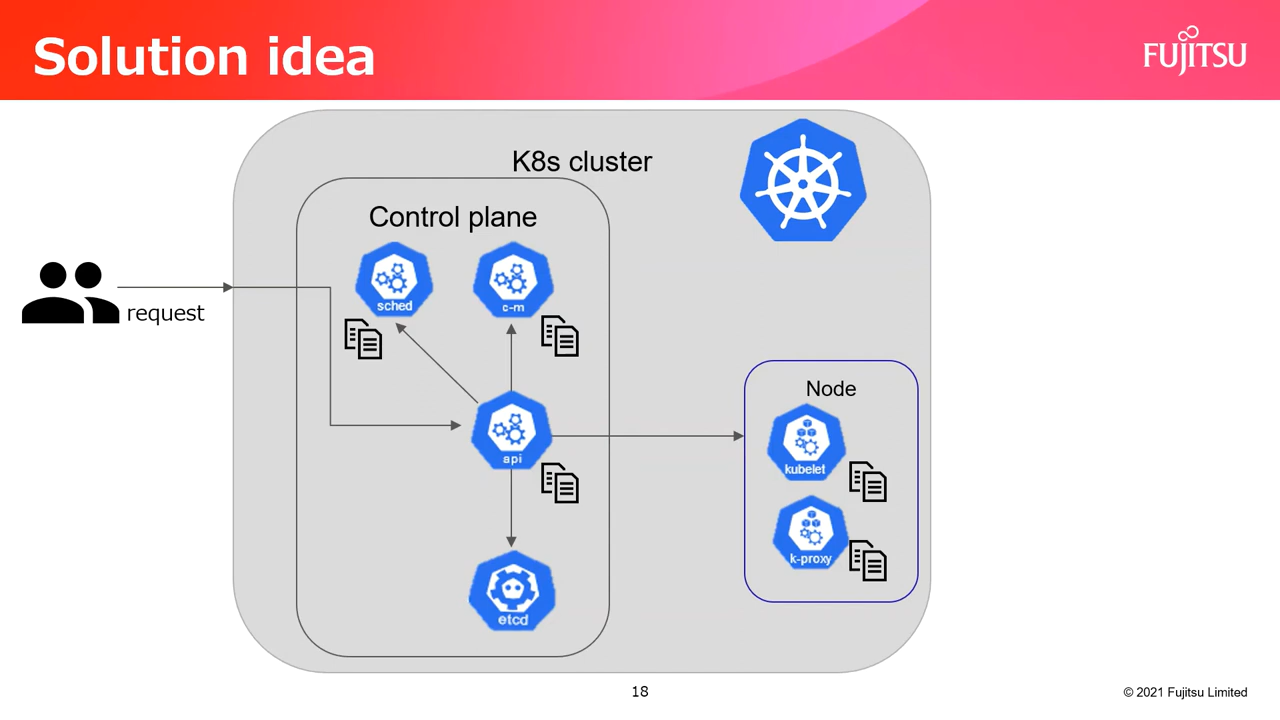 Solution idea
FUJITSU
K8s cluster
Control plane
sched
c-m
request
Node
api
kubelet
k-proxy
etcd
18
© 2021 Fujitsu Limited